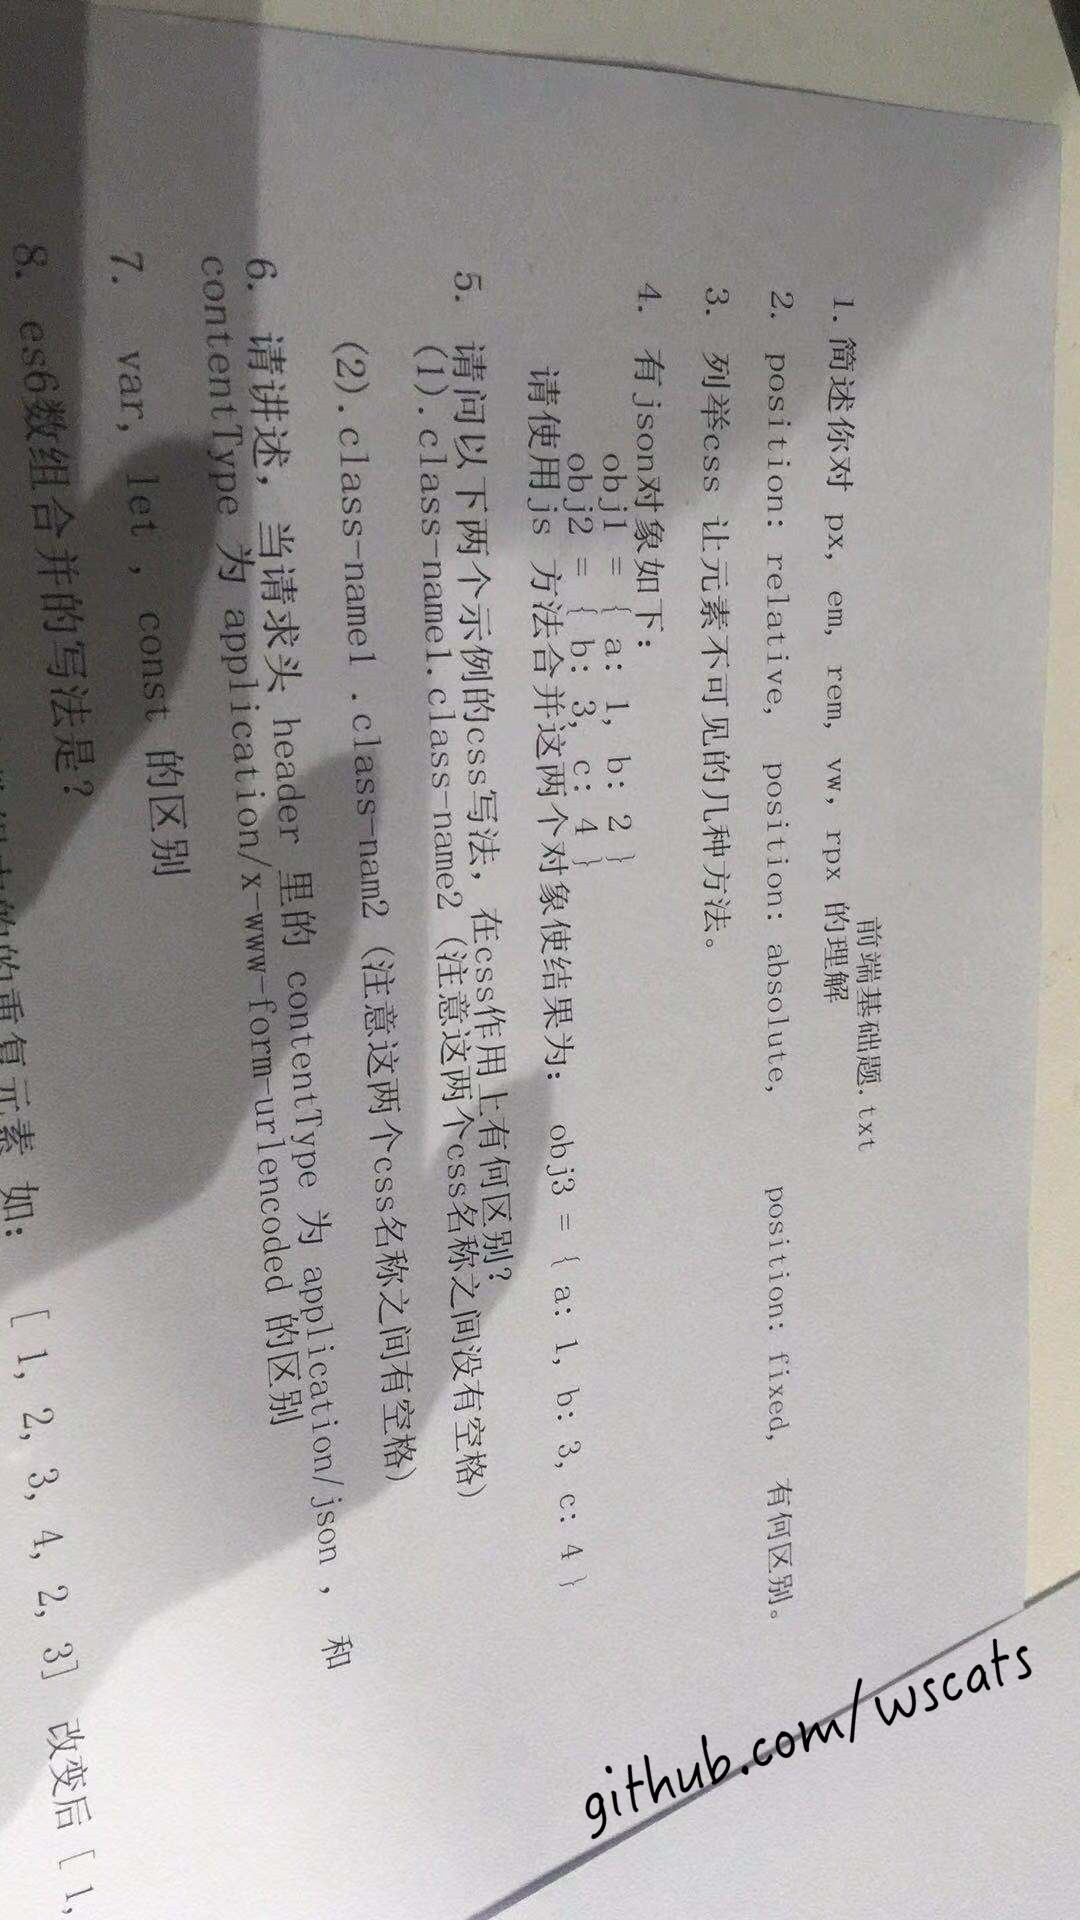 前端基础题.txt
1. 简述你对 px, em, rem, vw, rpx 的理解
2. position: relative, position: absolute, position: fixed, 有何区别。
3. 列举css 让元素不可见的几种方法。
4. 有json对象如下:
obj1 = { a: 1, b: 2 }
obj2 = { b: 3, c: 4 }
请使用js 方法合并这两个对象使结果为: obj3 = { a: 1, b: 3, c: 4 }
5. 请问以下两个示例的css写法, 在css作用上有何区别?
(1).class-name1.class-name2 (注意这两个css名称之间没有空格)
(2).class-name1 .class-nam2 (注意这两个css名称之间有空格)
6. 请讲述, 当请求头 header 里的 contentType 为 application/json , 和
contentType 为 application/x-www-form-urlencoded 的区别
7. var, let , const 的区别
8. es6数组合并的写法是?
的的重复元素 如: [ 1, 2, 3, 4, 2, 3] 改变后 [ 1,
github.com/wscats